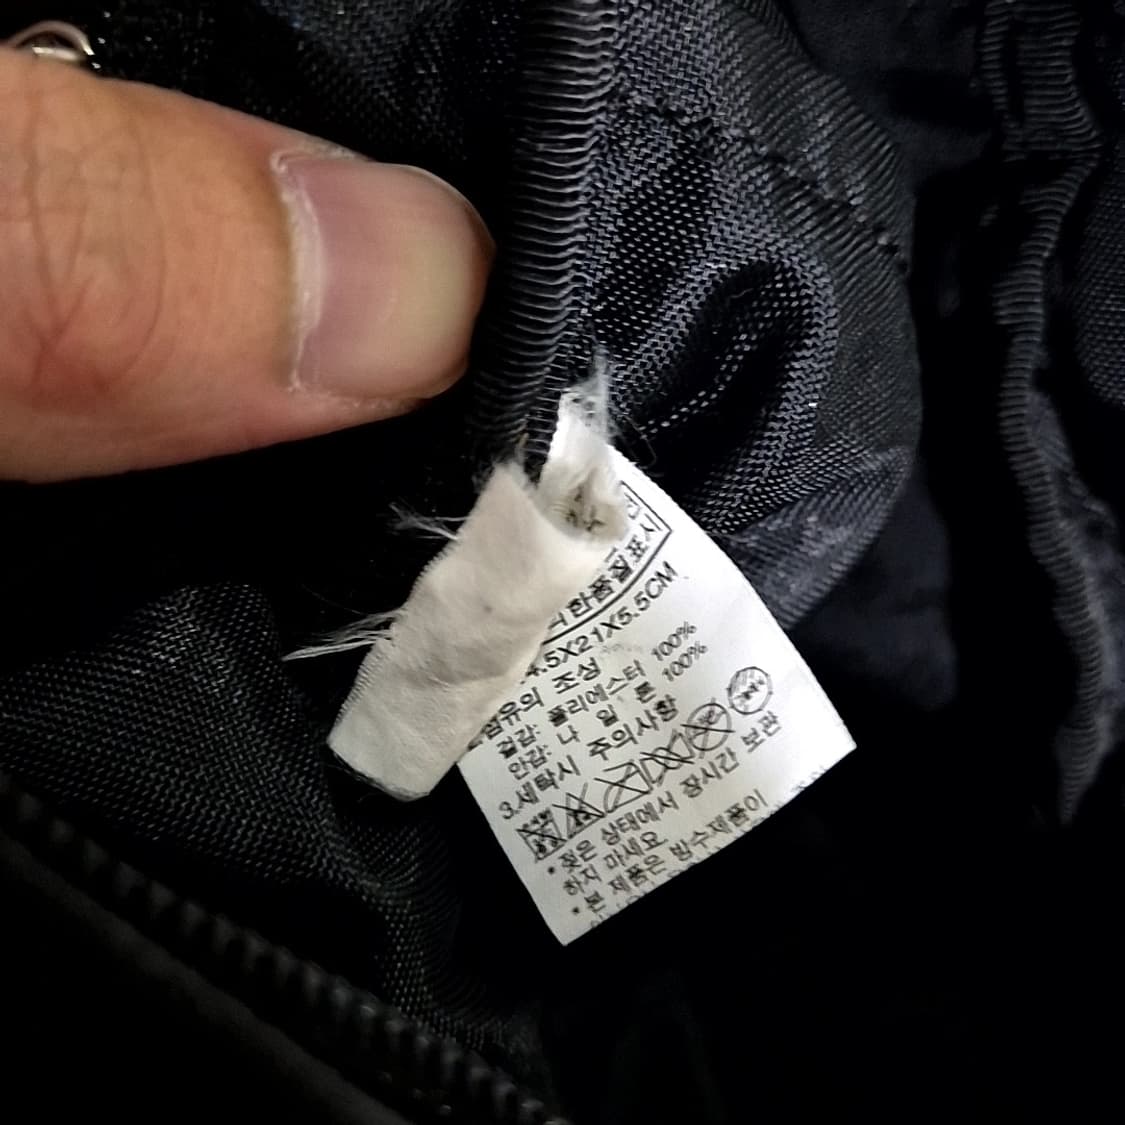 한품질표시
.5X21X5.5CM
섬유의 조성
겉감: 폴리에스터 100%
안감: 나 일 론 100%
3.세탁시 주의사항
*젖은 상태에서 장시간 보관
하지 마세요
*본 제품은 방수제품이